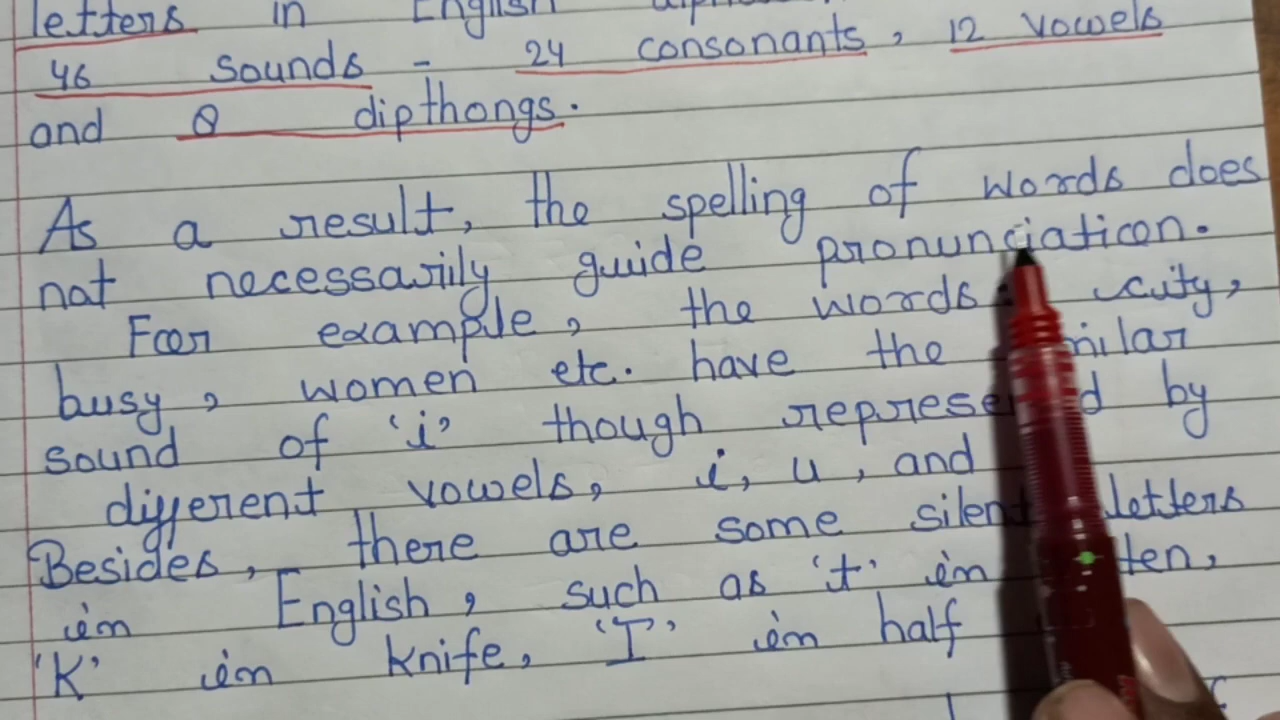 letters in English
46 sounds - 24 consonants, 12 vowels
and 8 dipthongs.
As a result, the spelling of words does
not necessarily guide pronunciation.
For example, the words city,
busy, women etc. have the
sound of 'i' though by
different vowels, i, u, and
Besides, there are some silent letters
in English, such as 't' in
'K' in knife, 'I' in half